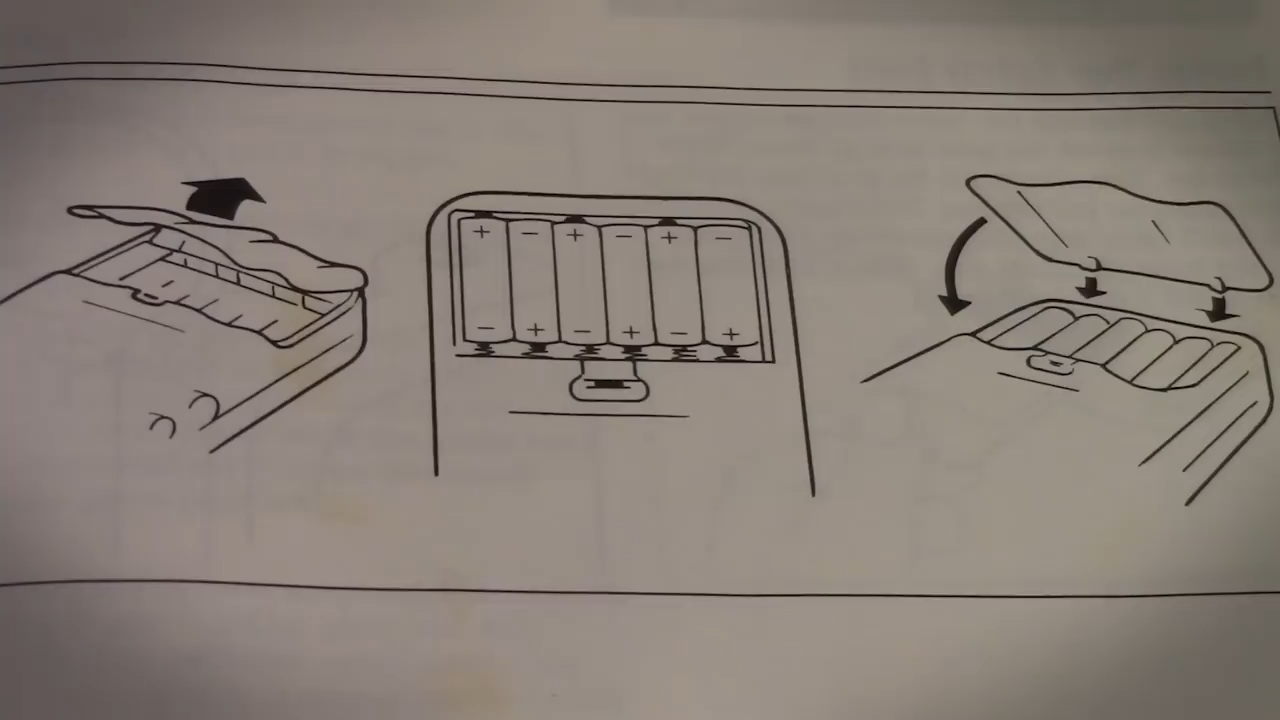 + − + − + −
− + − + − +